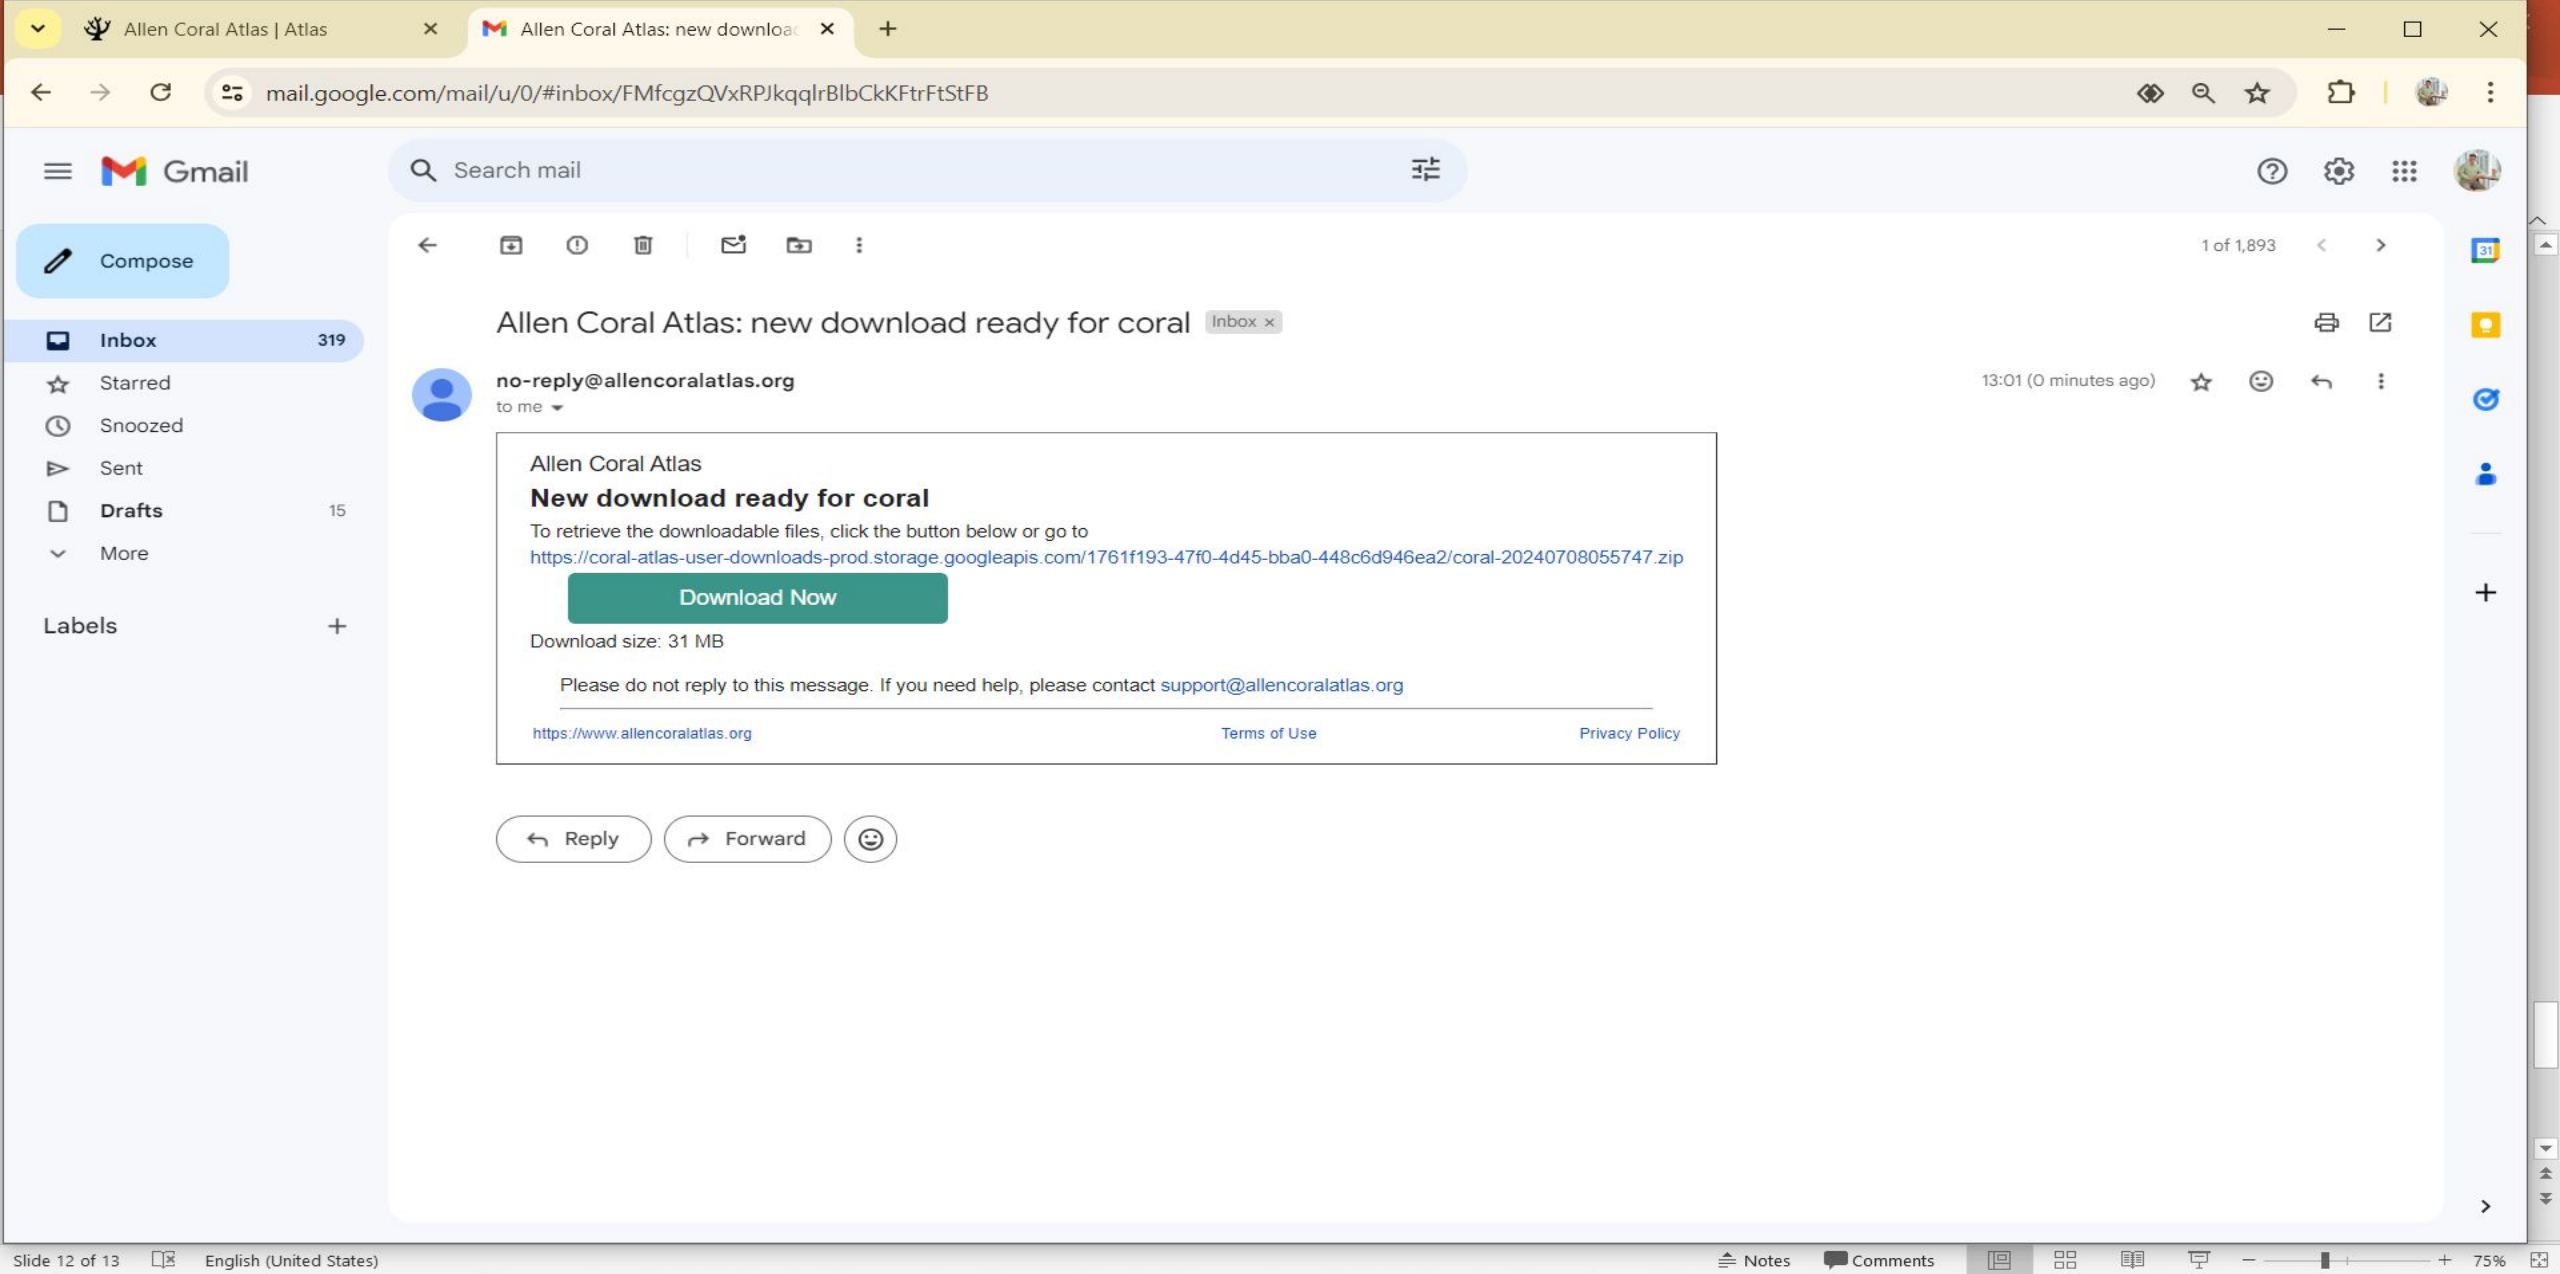 Allen Coral Atlas | Atlas
Allen Coral Atlas: new downloa
mail.google.com/mail/u/0/#inbox/FMfcgzQVxRPJkqqlrBlbCkKFtrFtStFB
Gmail
Search mail
Compose
1 of 1,893
31
Allen Coral Atlas: new download ready for coral Inbox x
Inbox 319
Starred
Snoozed
Sent
Drafts 15
More
Labels
no-reply@allencoralatlas.org
13:01 (0 minutes ago)
to me
Allen Coral Atlas
New download ready for coral
To retrieve the downloadable files, click the button below or go to
https://coral-atlas-user-downloads-prod.storage.googleapis.com/1761f193-47f0-4d45-bba0-448c6d946ea2/coral-20240708055747.zip
Download Now
Download size: 31 MB
Please do not reply to this message. If you need help, please contact support@allencoralatlas.org
https://www.allencoralatlas.org Terms of Use Privacy Policy
Reply Forward
Slide 12 of 13 English (United States) Notes Comments 75%